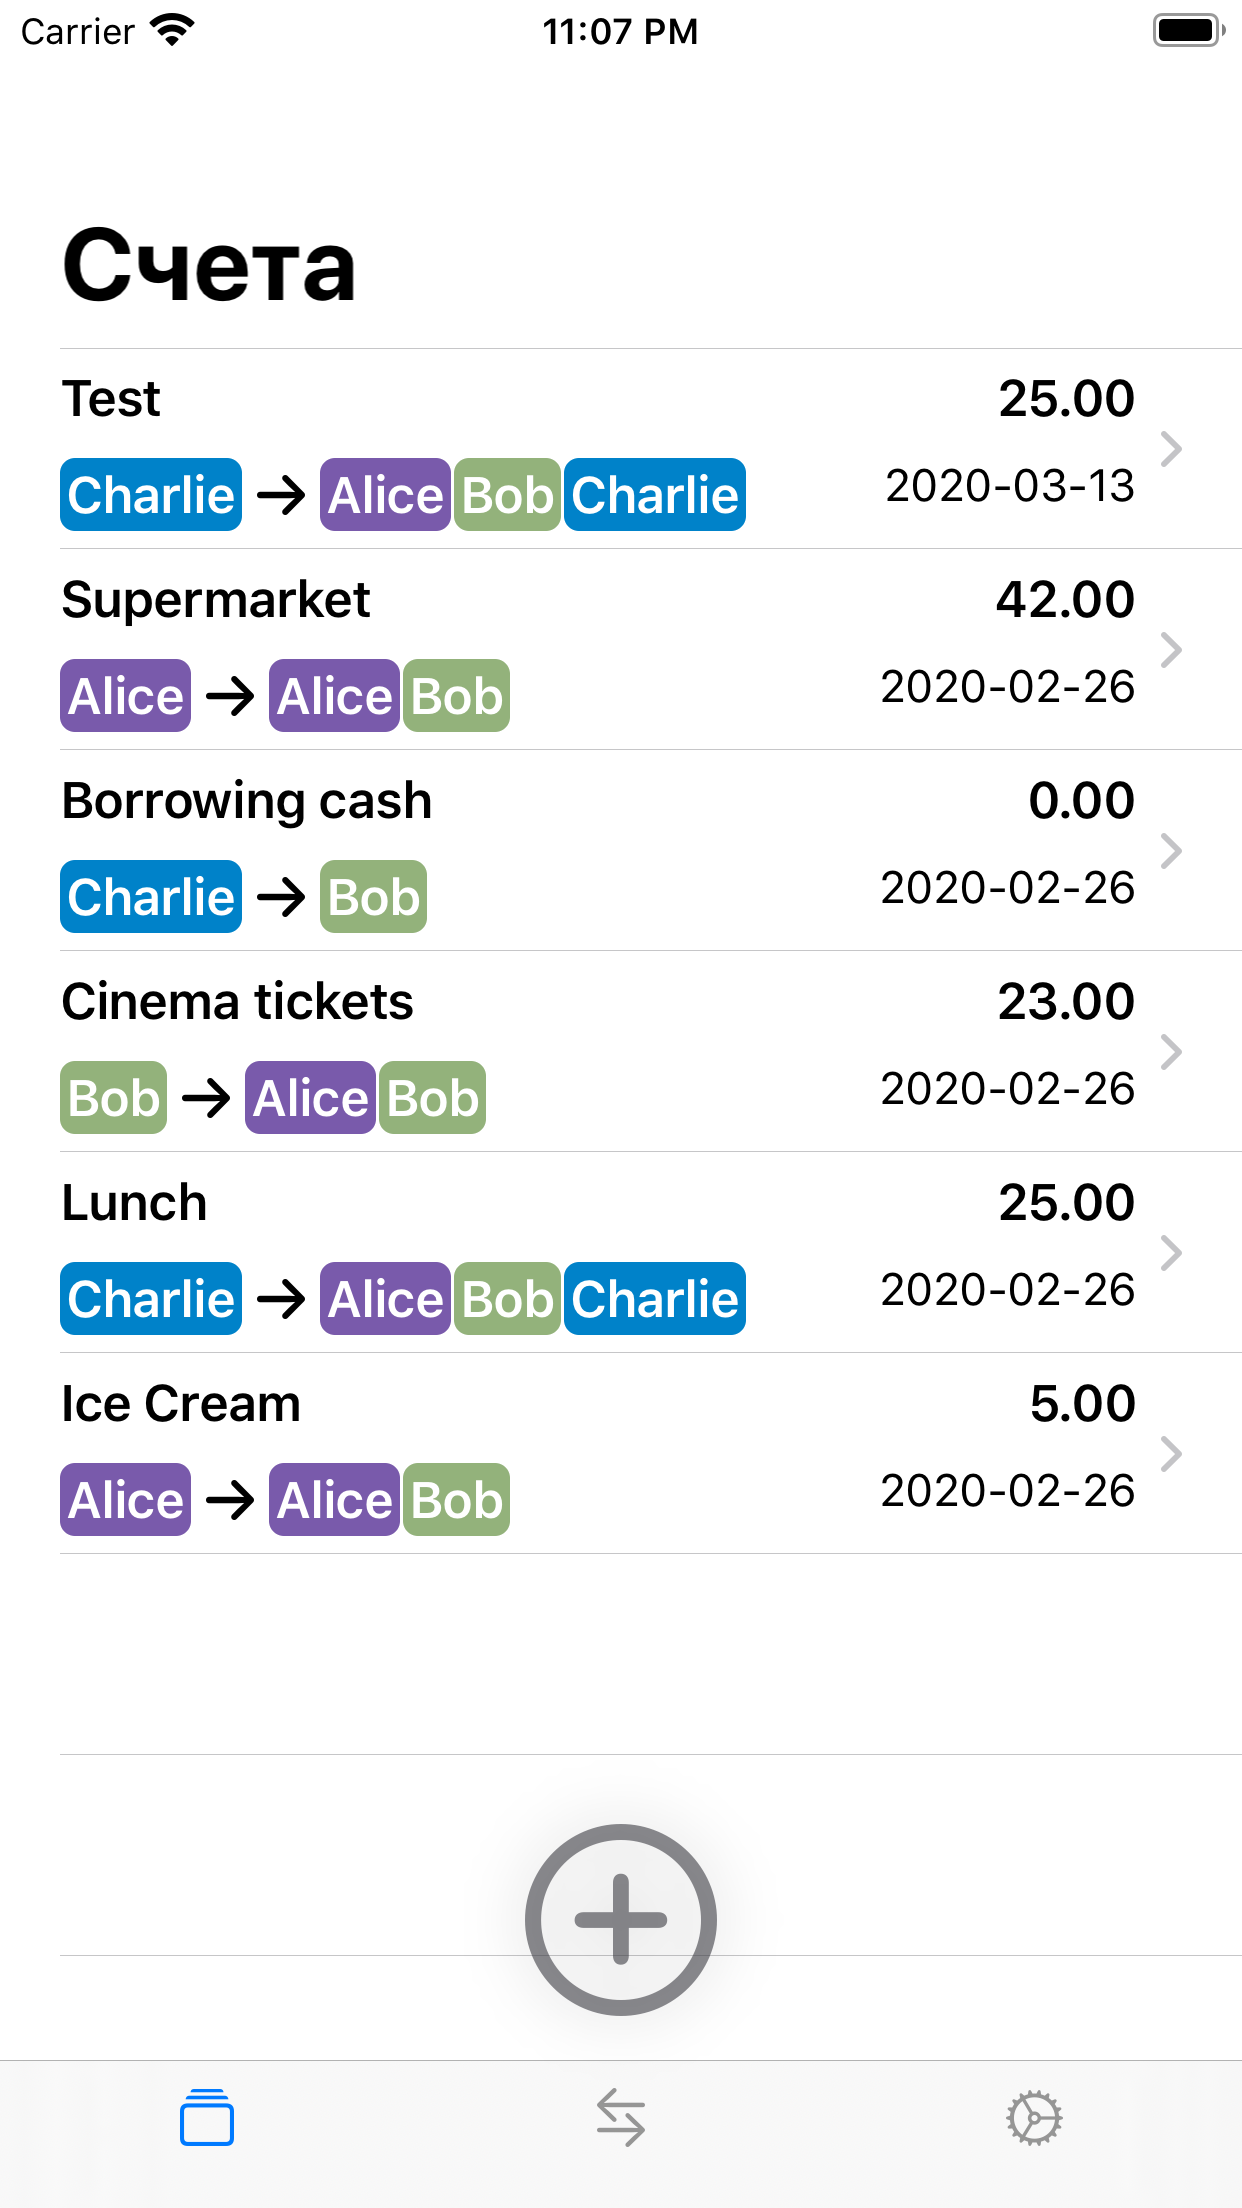 Carrier 11:07 PM
Счета
Test 25.00
Charlie → Alice Bob Charlie 2020-03-13
Supermarket 42.00
Alice → Alice Bob 2020-02-26
Borrowing cash 0.00
Charlie → Bob 2020-02-26
Cinema tickets 23.00
Bob → Alice Bob 2020-02-26
Lunch 25.00
Charlie → Alice Bob Charlie 2020-02-26
Ice Cream 5.00
Alice → Alice Bob 2020-02-26